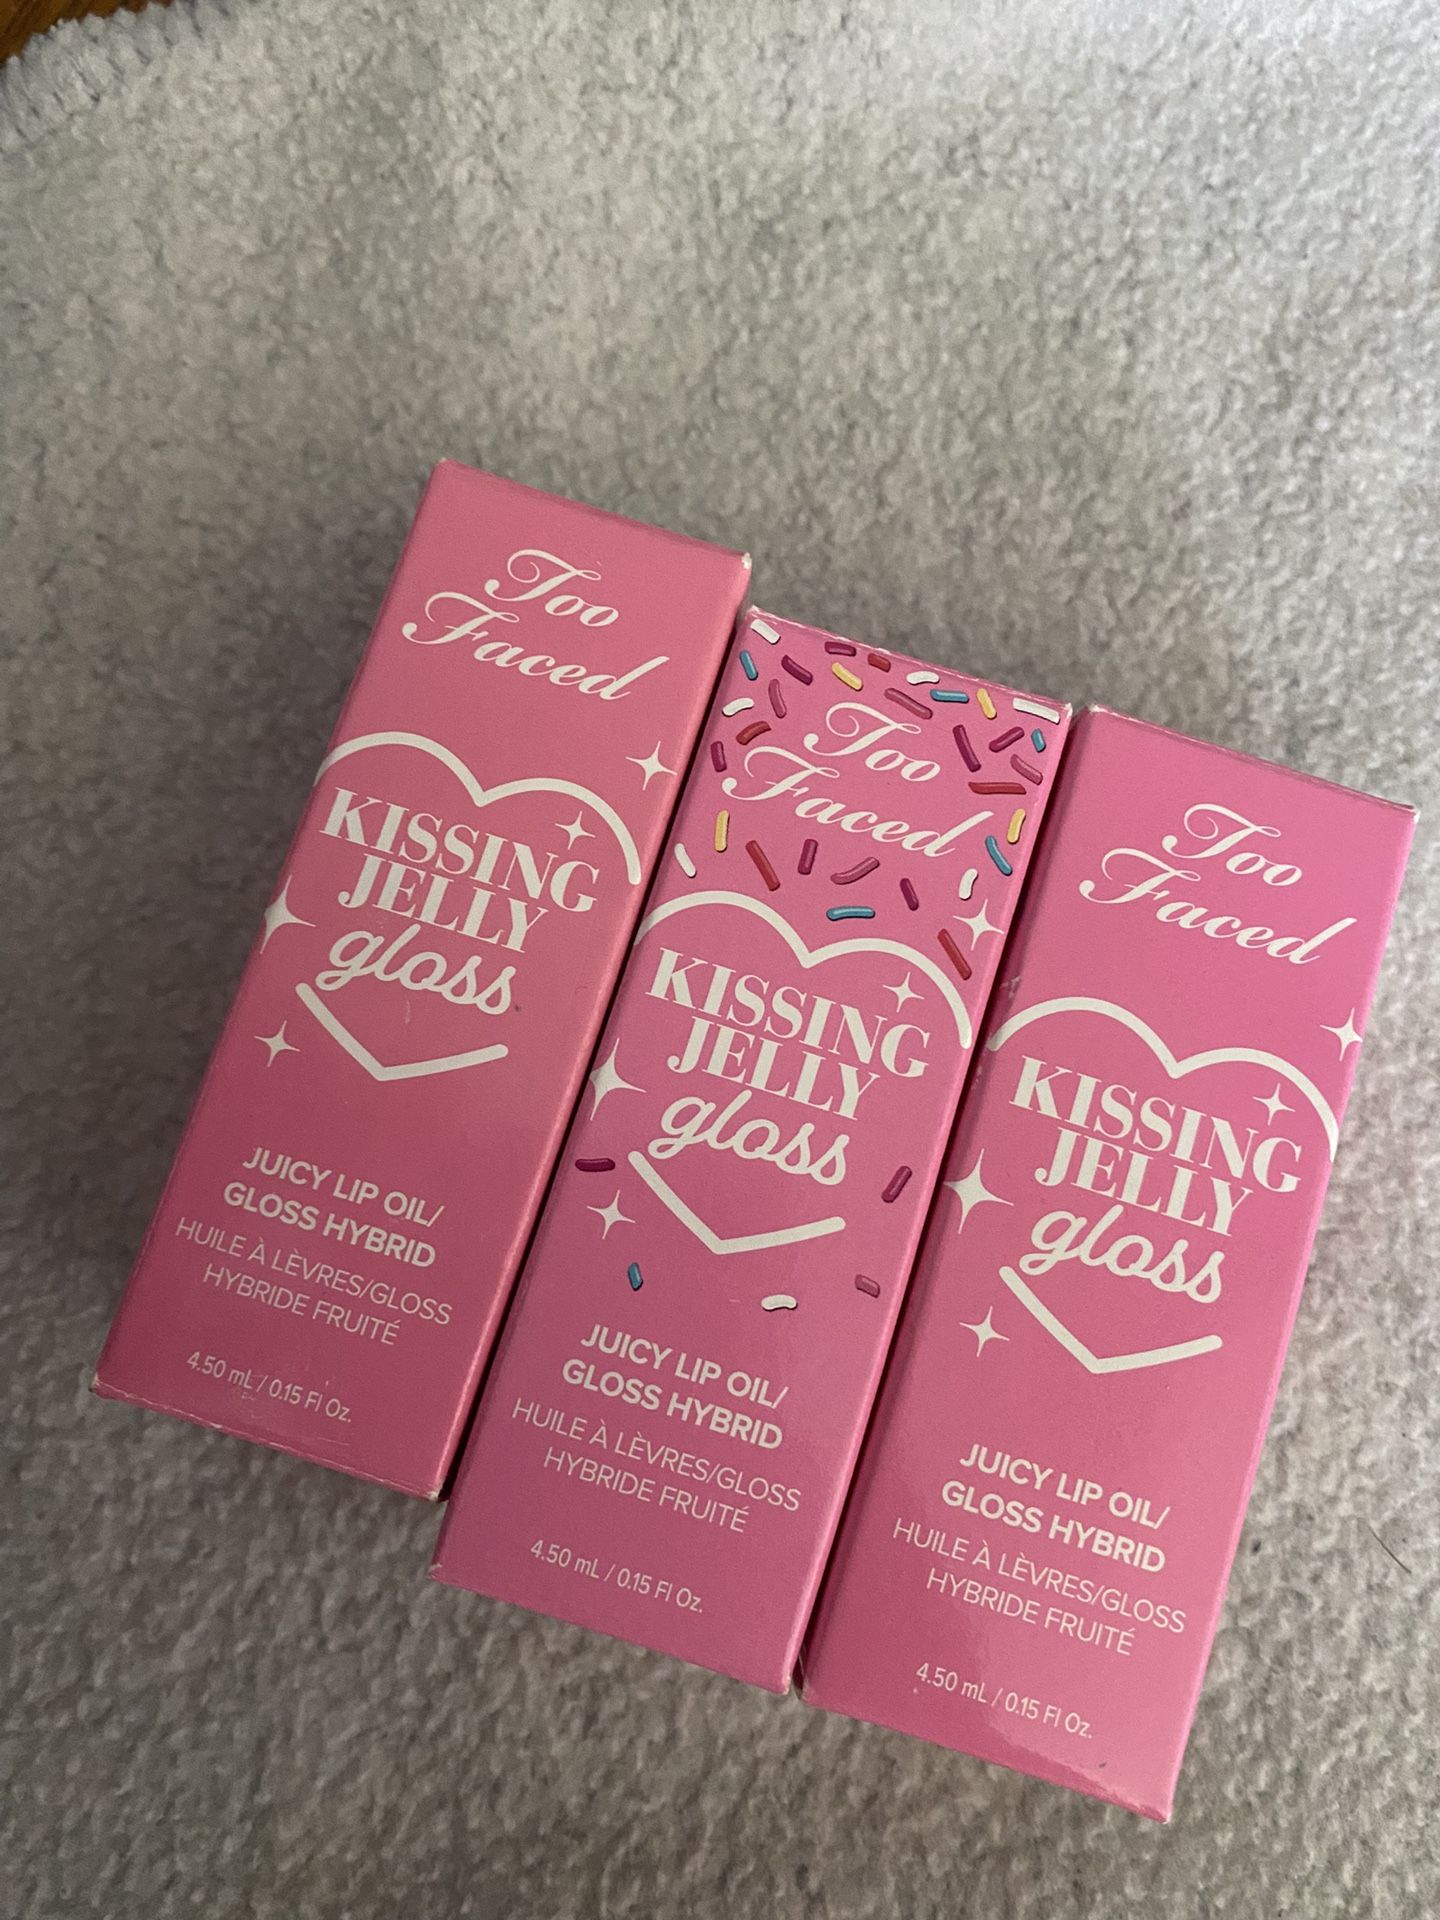 Too
Faced
KISSING
JELLY
gloss
JUICY LIP OIL/
GLOSS HYBRID
HUILE À LÈVRES/GLOSS
HYBRIDE FRUITÉ
4.50 mL / 0.15 Fl Oz.
Too
Faced
KISSING
JELLY
gloss
JUICY LIP OIL/
GLOSS HYBRID
HUILE À LÈVRES/GLOSS
HYBRIDE FRUITÉ
4.50 mL / 0.15 Fl Oz.
Too
Faced
KISSING
JELLY
gloss
JUICY LIP OIL/
GLOSS HYBRID
HUILE À LÈVRES/GLOSS
HYBRIDE FRUITÉ
4.50 mL / 0.15 Fl Oz.